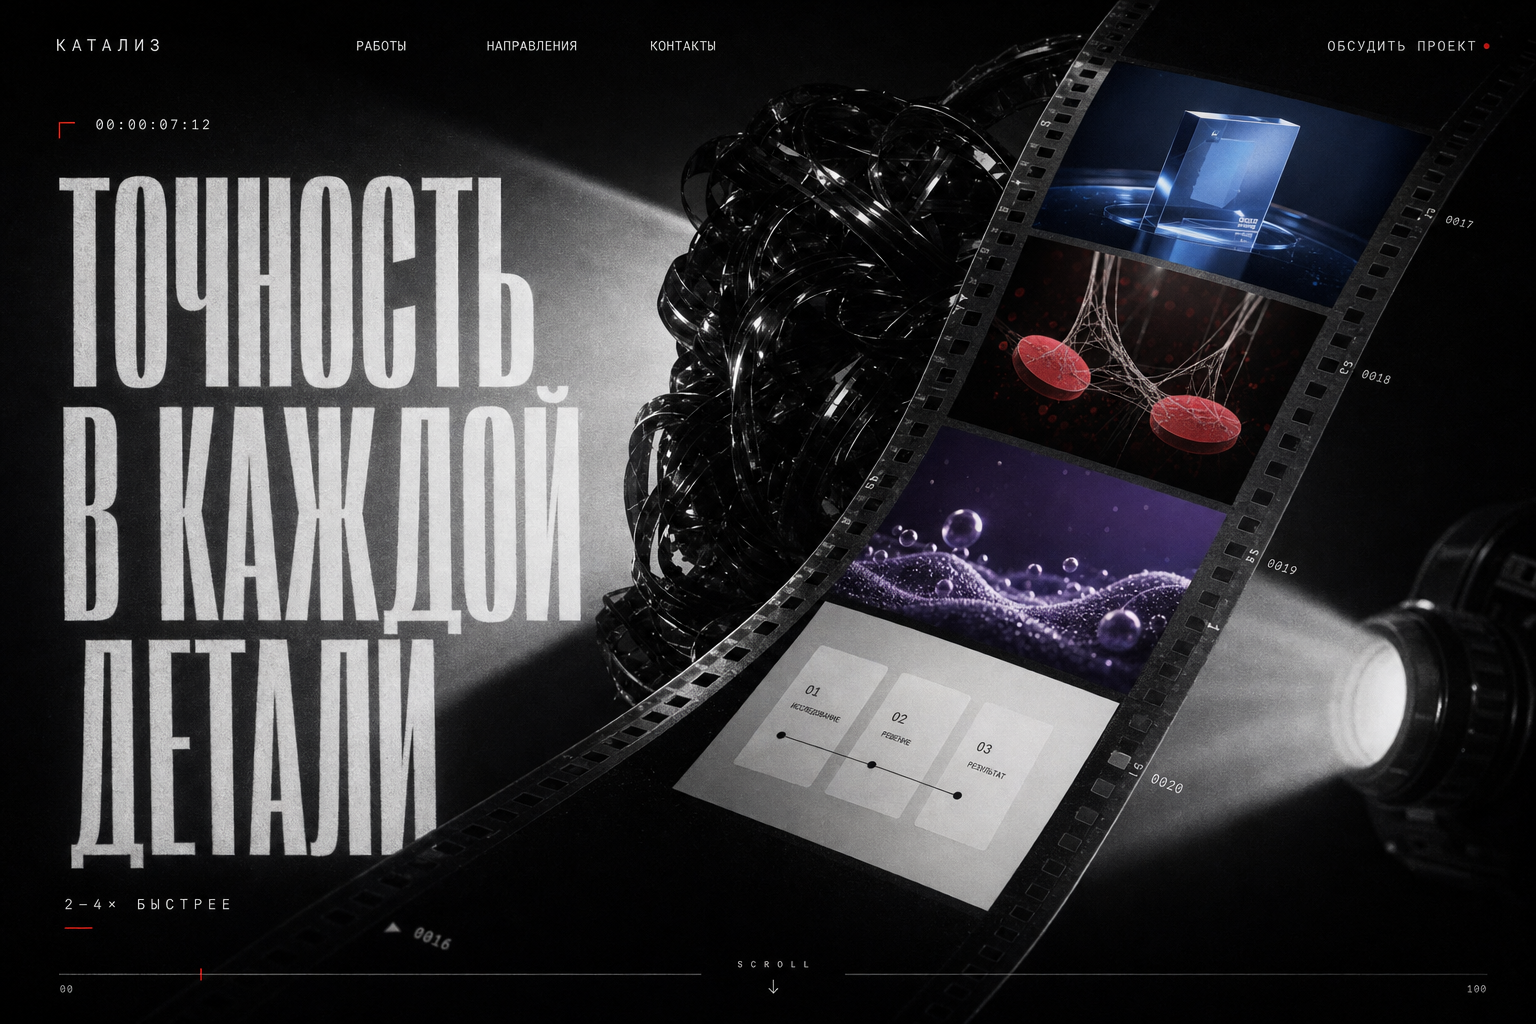 КАТАЛИЗ
РАБОТЫ
НАПРАВЛЕНИЯ
КОНТАКТЫ
ОБСУДИТЬ ПРОЕКТ
00:00:07:12
ТОЧНОСТЬ
В КАЖДОЙ
ДЕТАЛИ
2–4× БЫСТРЕЕ
0017
0018
0019
0020
0016
01
ИССЛЕДОВАНИЕ
02
РЕШЕНИЕ
03
РЕЗУЛЬТАТ
SCROLL
00
100